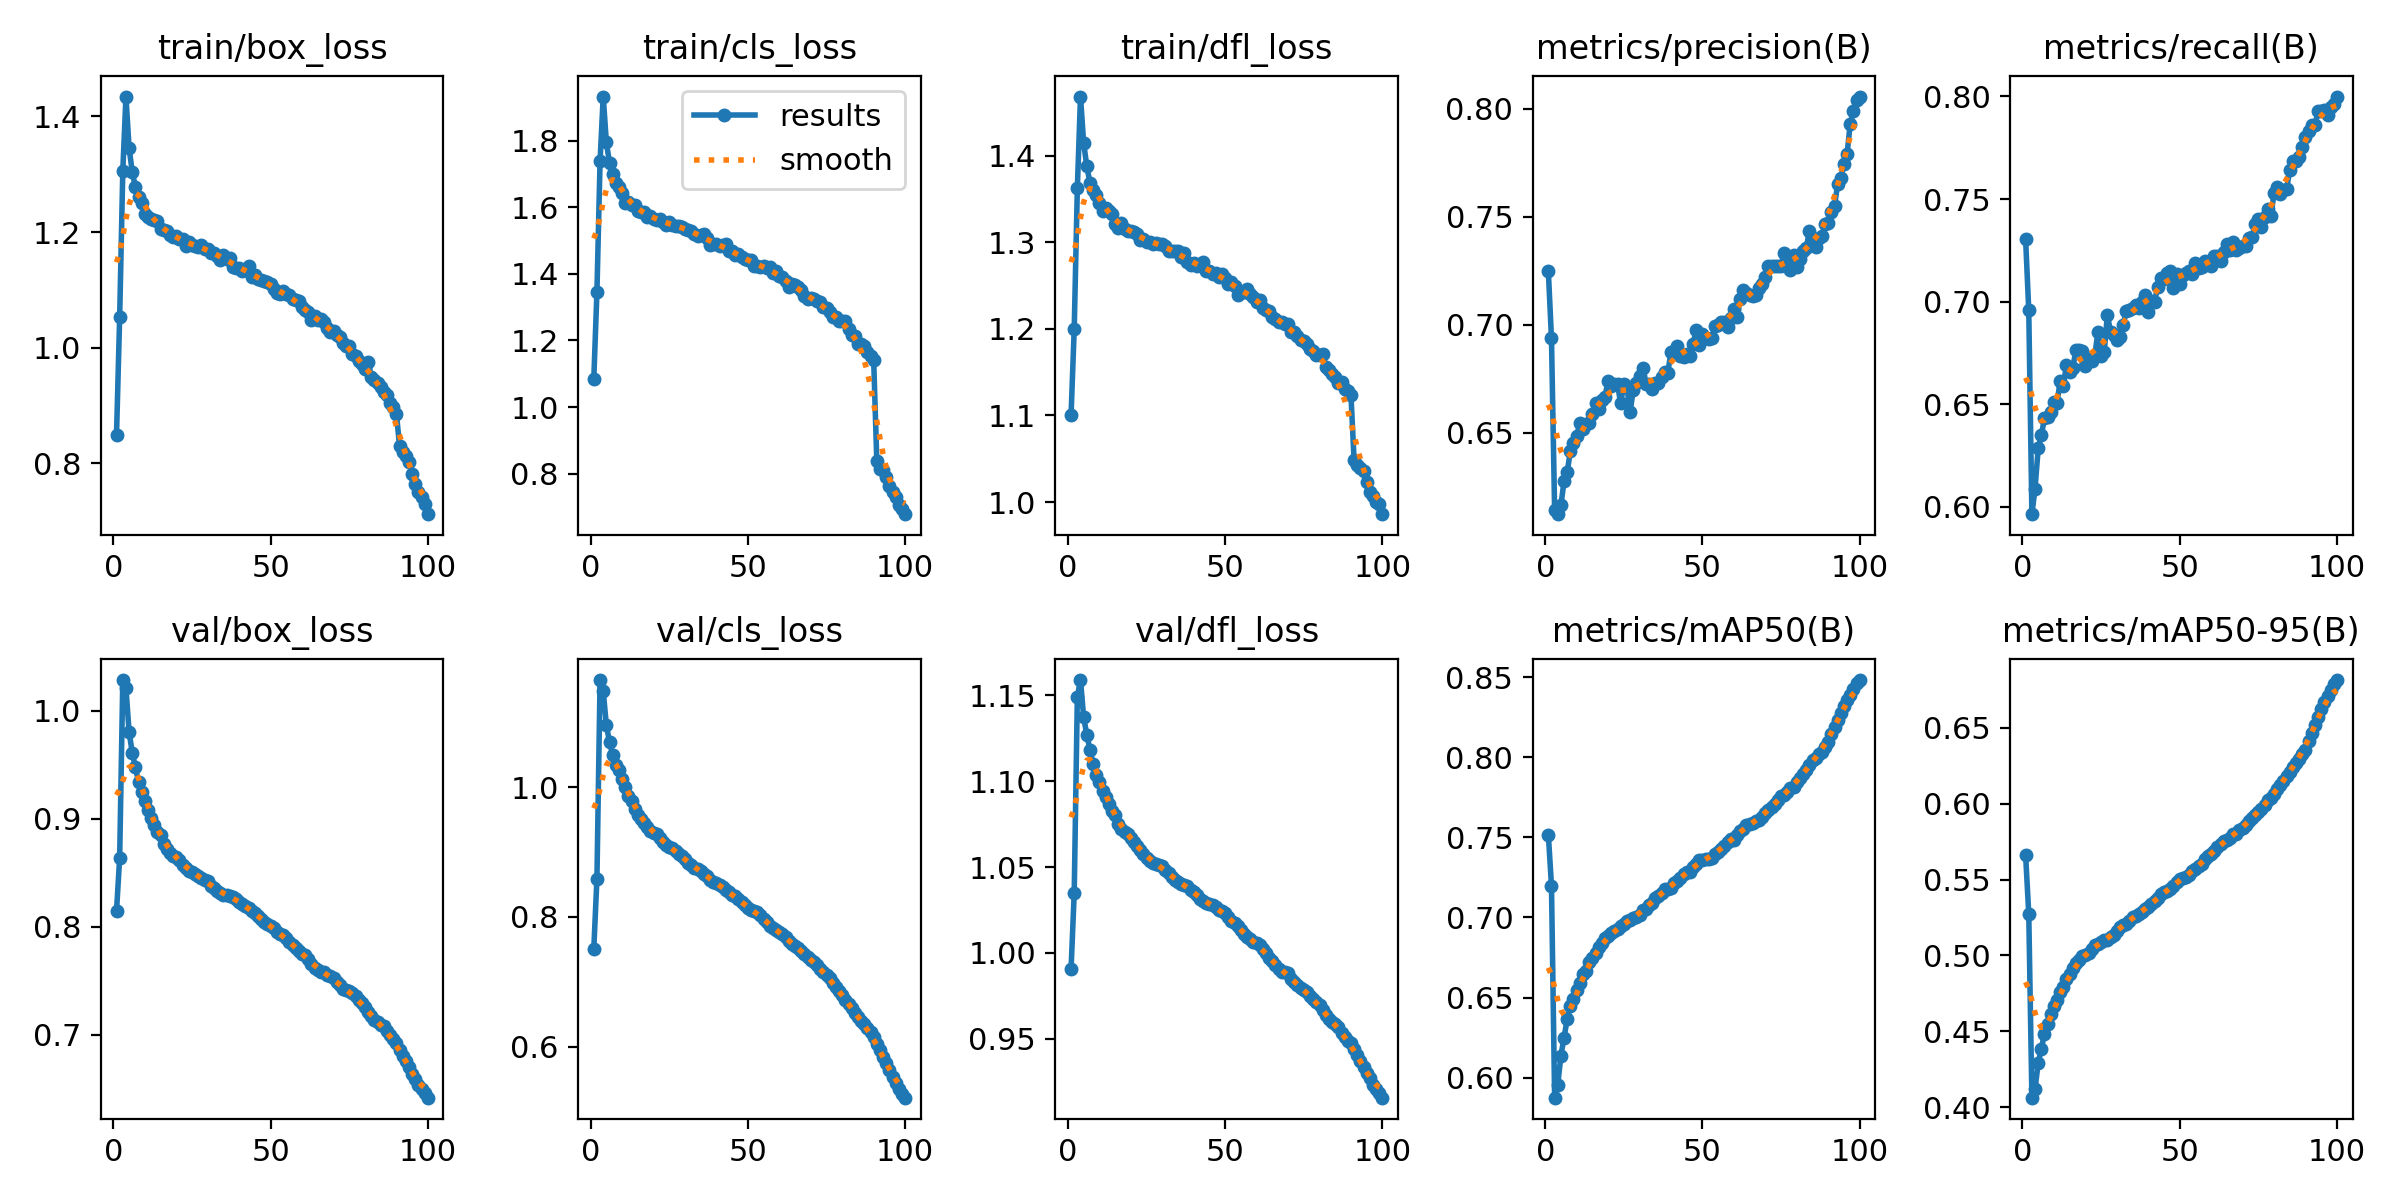 train/box_loss
train/cls_loss
train/dfl_loss
metrics/precision(B)
metrics/recall(B)
1.4
1.2
1.0
0.8
0 50 100
results
smooth
1.8
1.6
1.4
1.2
1.0
0.8
0 50 100
1.4
1.3
1.2
1.1
1.0
0 50 100
0.80
0.75
0.70
0.65
0 50 100
0.80
0.75
0.70
0.65
0.60
0 50 100
val/box_loss
val/cls_loss
val/dfl_loss
metrics/mAP50(B)
metrics/mAP50-95(B)
1.0
0.9
0.8
0.7
0 50 100
1.0
0.8
0.6
0 50 100
1.15
1.10
1.05
1.00
0.95
0 50 100
0.85
0.80
0.75
0.70
0.65
0.60
0 50 100
0.65
0.60
0.55
0.50
0.45
0.40
0 50 100